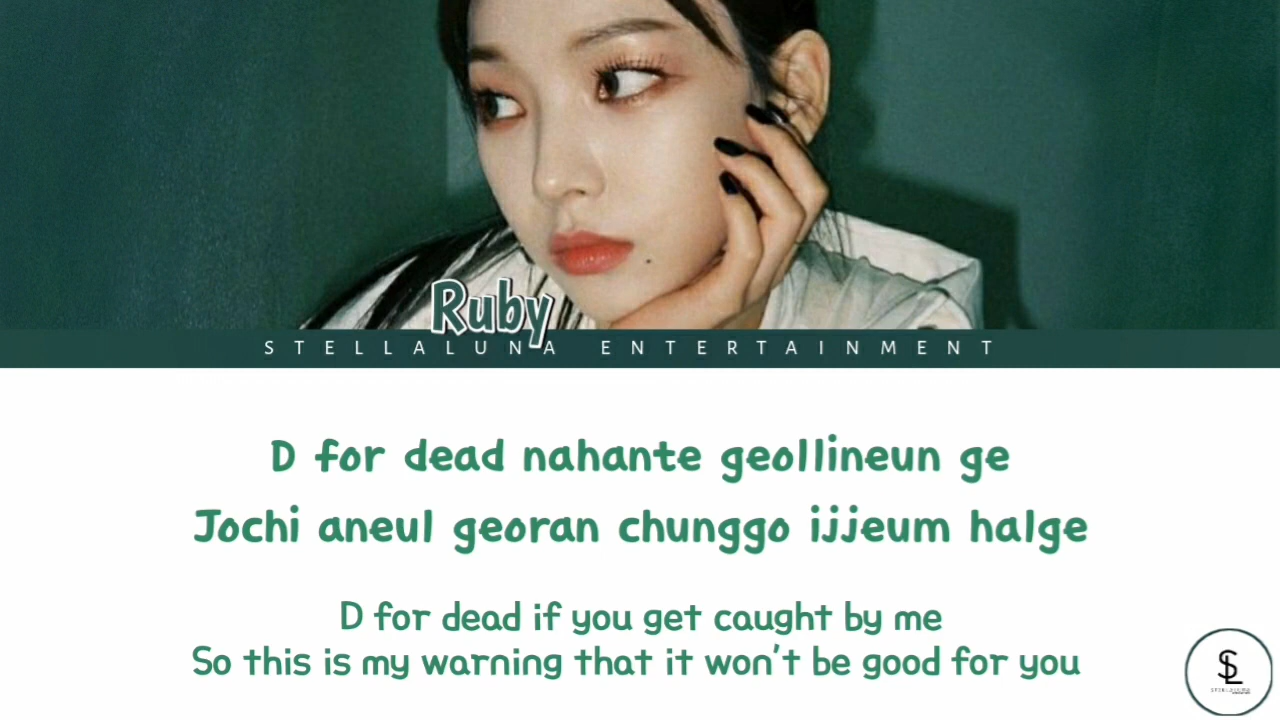 Ruby
STELLALUNA ENTERTAINMENT
D for dead nahante geollineun ge
Jochi aneul georan chunggo ijjeum halge
D for dead if you get caught by me
So this is my warning that it won't be good for you
SL